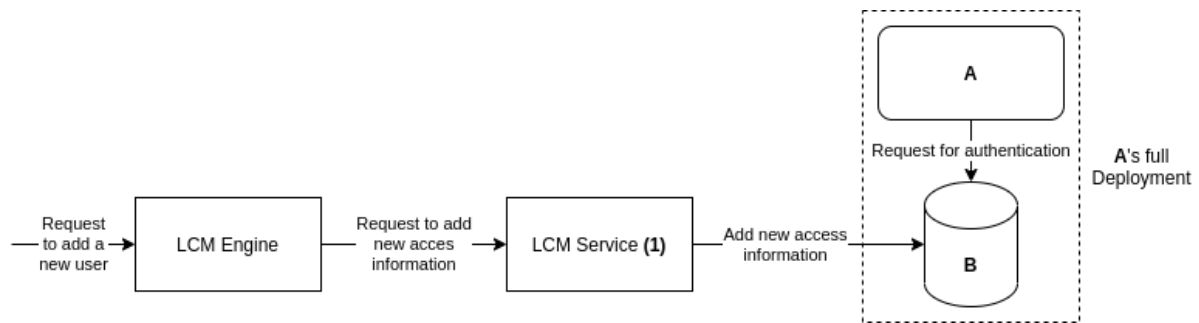 Request
to add a
new user
LCM Engine
Request to add
new acces
information
LCM Service (1)
Add new access
information
A
Request for authentication
B
A's full
Deployment